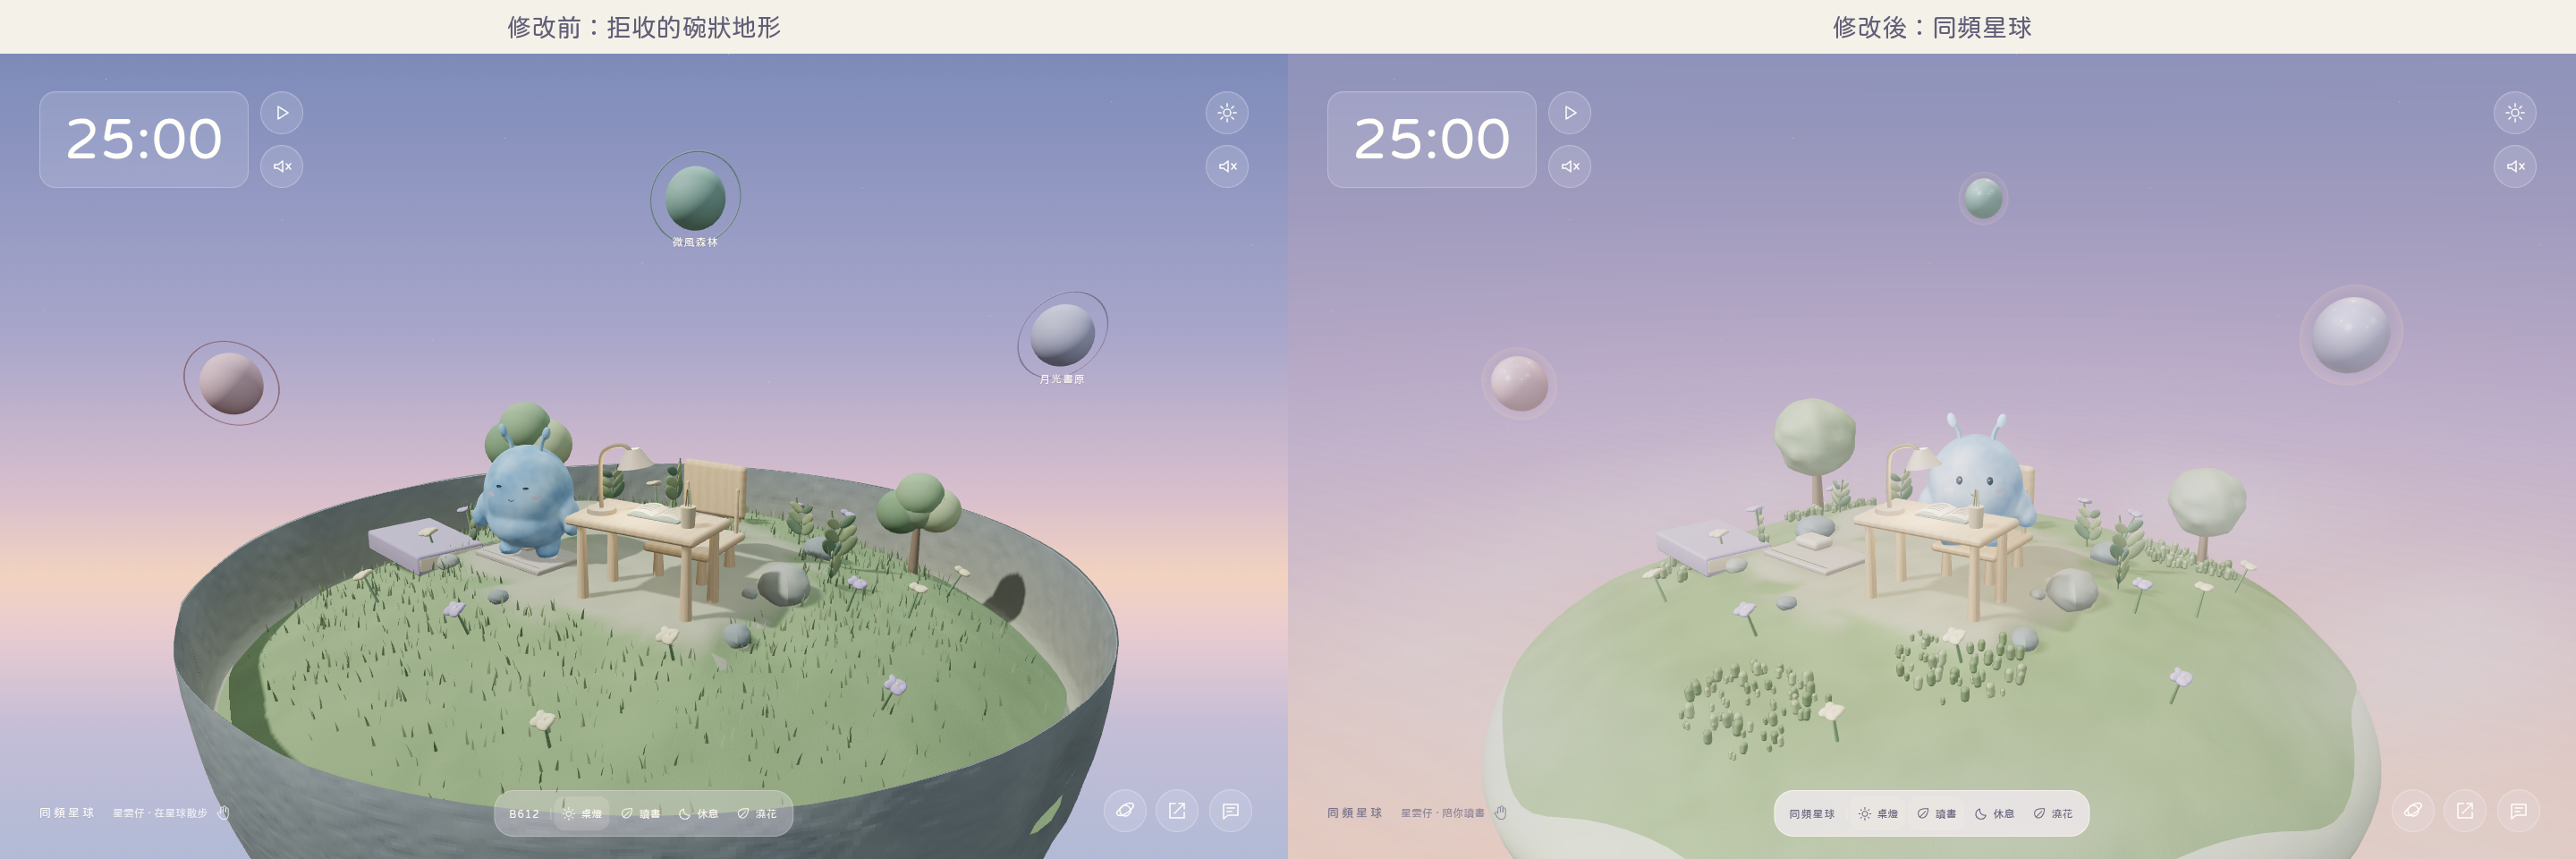 修改前：拒收的碗狀地形
修改後：同頻星球
25:00
微風森林
月光書原
同頻星球 星雲仔·在星球散步
B612 桌燈 讀書 休息 澆花
25:00
同頻星球 星雲仔·陪你讀書
同頻星球 桌燈 讀書 休息 澆花